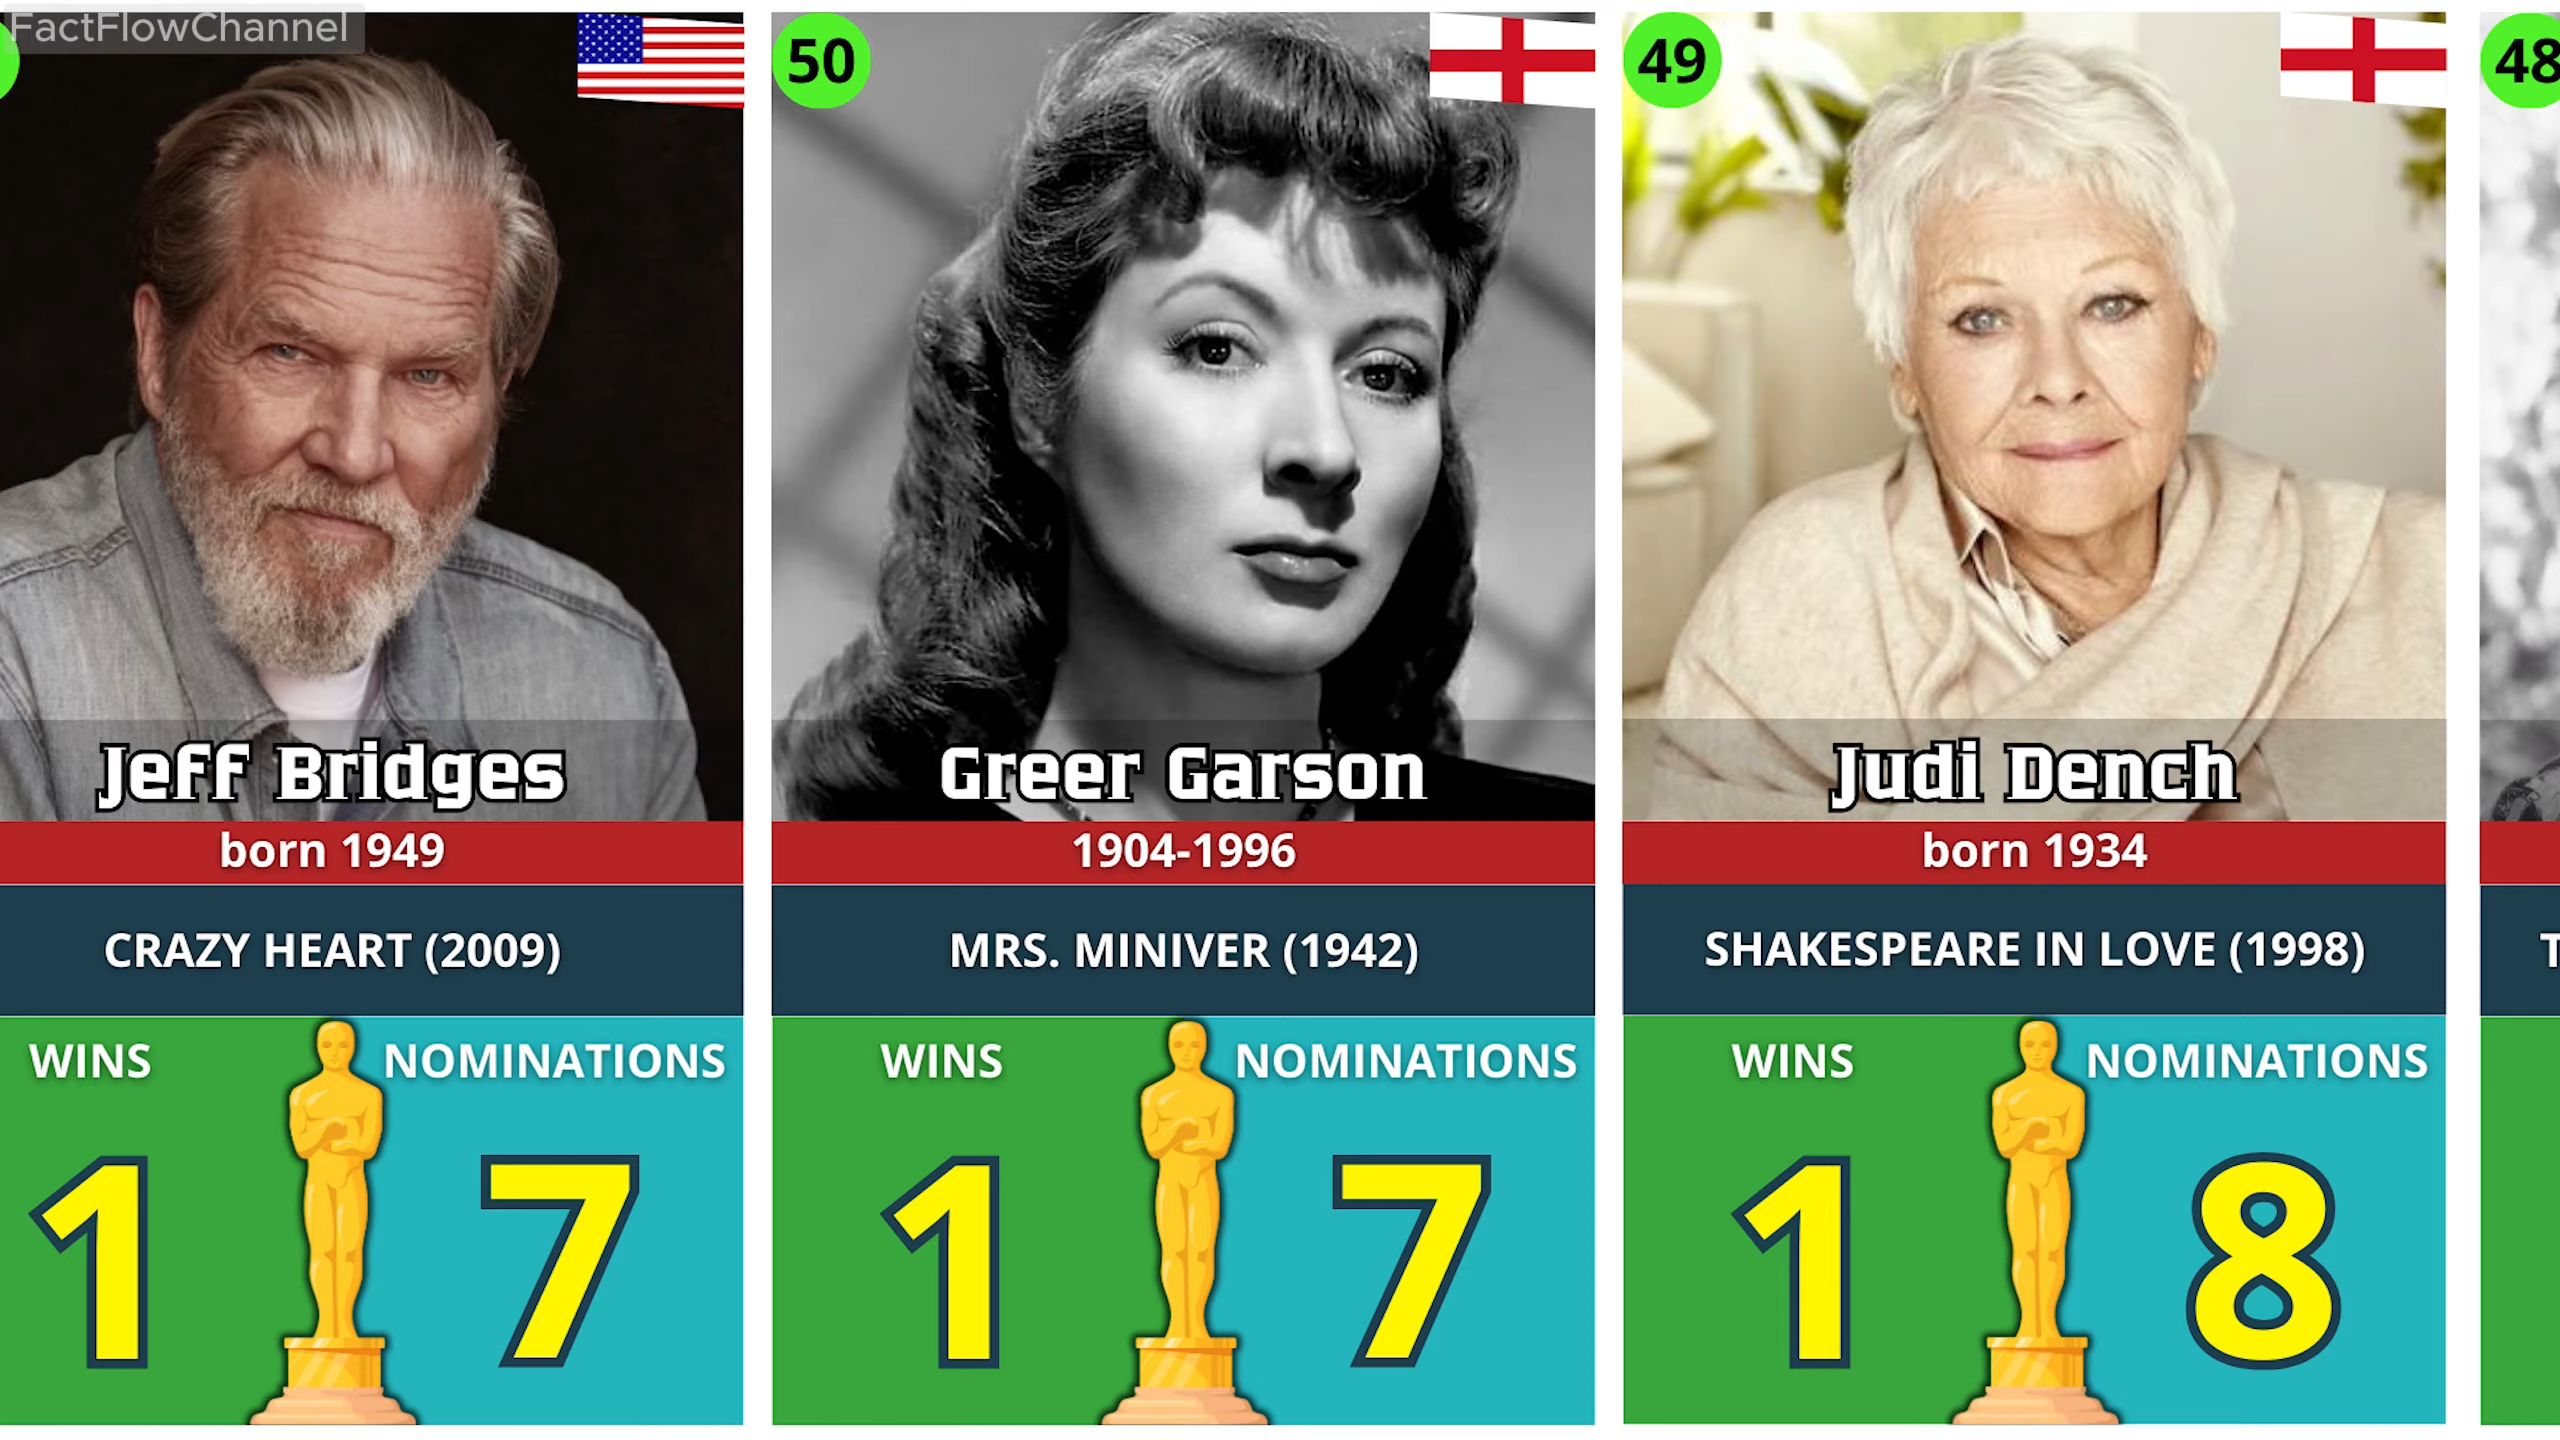 FactFlowChannel
Jeff Bridges
born 1949
CRAZY HEART (2009)
WINS
NOMINATIONS
1
7
50
Greer Garson
1904-1996
MRS. MINIVER (1942)
WINS
NOMINATIONS
1
7
49
Judi Dench
born 1934
SHAKESPEARE IN LOVE (1998)
WINS
NOMINATIONS
1
8
48
T